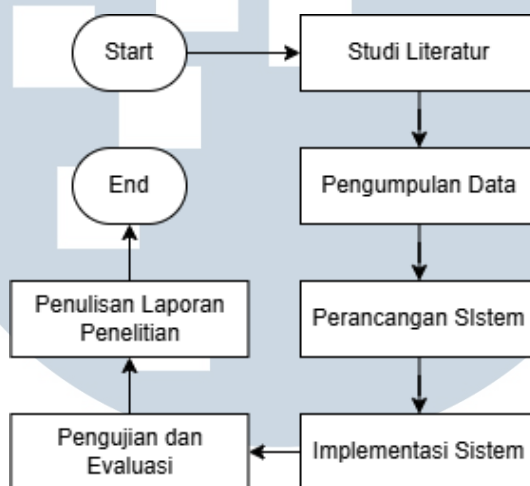 Start
Studi Literatur
Pengumpulan Data
Perancangan SIstem
Implementasi Sistem
Pengujian dan
Evaluasi
Penulisan Laporan
Penelitian
End